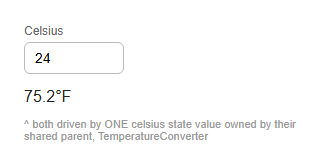 Celsius
24
75.2°F
^ both driven by ONE celsius state value owned by their
shared parent, TemperatureConverter